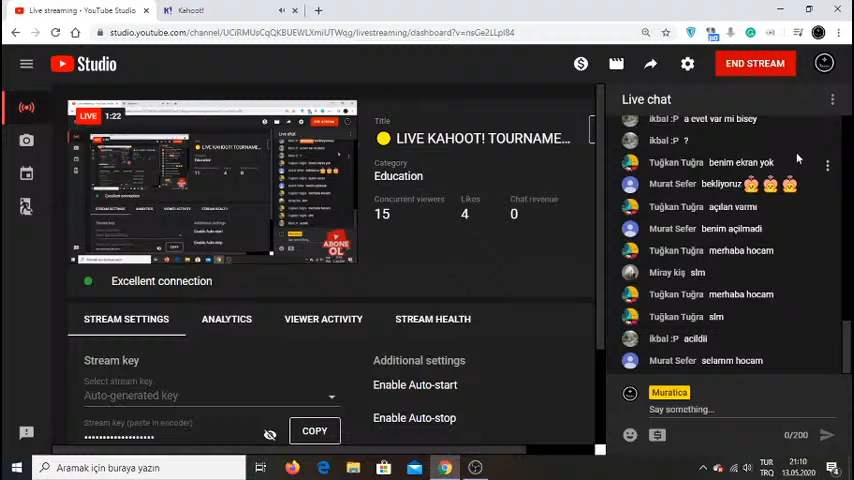 Live streaming - YouTube Studio
Kahoot!
studio.youtube.com/channel/UCiRMUsCqQKBUEWLXmiUTWqg/livestreaming/dashboard?v=nsGe2LLpI84
Studio
END STREAM
LIVE 1:22
Title
LIVE KAHOOT! TOURNAME...
Category
Education
Concurrent viewers
Likes
Chat revenue
15
4
0
Excellent connection
STREAM SETTINGS
ANALYTICS
VIEWER ACTIVITY
STREAM HEALTH
Stream key
Select stream key
Auto-generated key
Stream key (paste in encoder)
COPY
Additional settings
Enable Auto-start
Enable Auto-stop
ABONE
OL
Live chat
ikbal :P a evet var mi bisey
ikbal :P ?
Tuğkan Tuğra benim ekran yok
Murat Sefer bekliyoruz
Tuğkan Tuğra açılan varmı
Murat Sefer benim açilmadi
Tuğkan Tuğra merhaba hocam
Miray kiş slm
Tuğkan Tuğra merhaba hocam
Tuğkan Tuğra slm
ikbal :P acildii
Murat Sefer selamm hocam
Muratica
Say something...
0/200
Aramak için buraya yazın
TUR
TRQ
21:10
13.05.2020
4